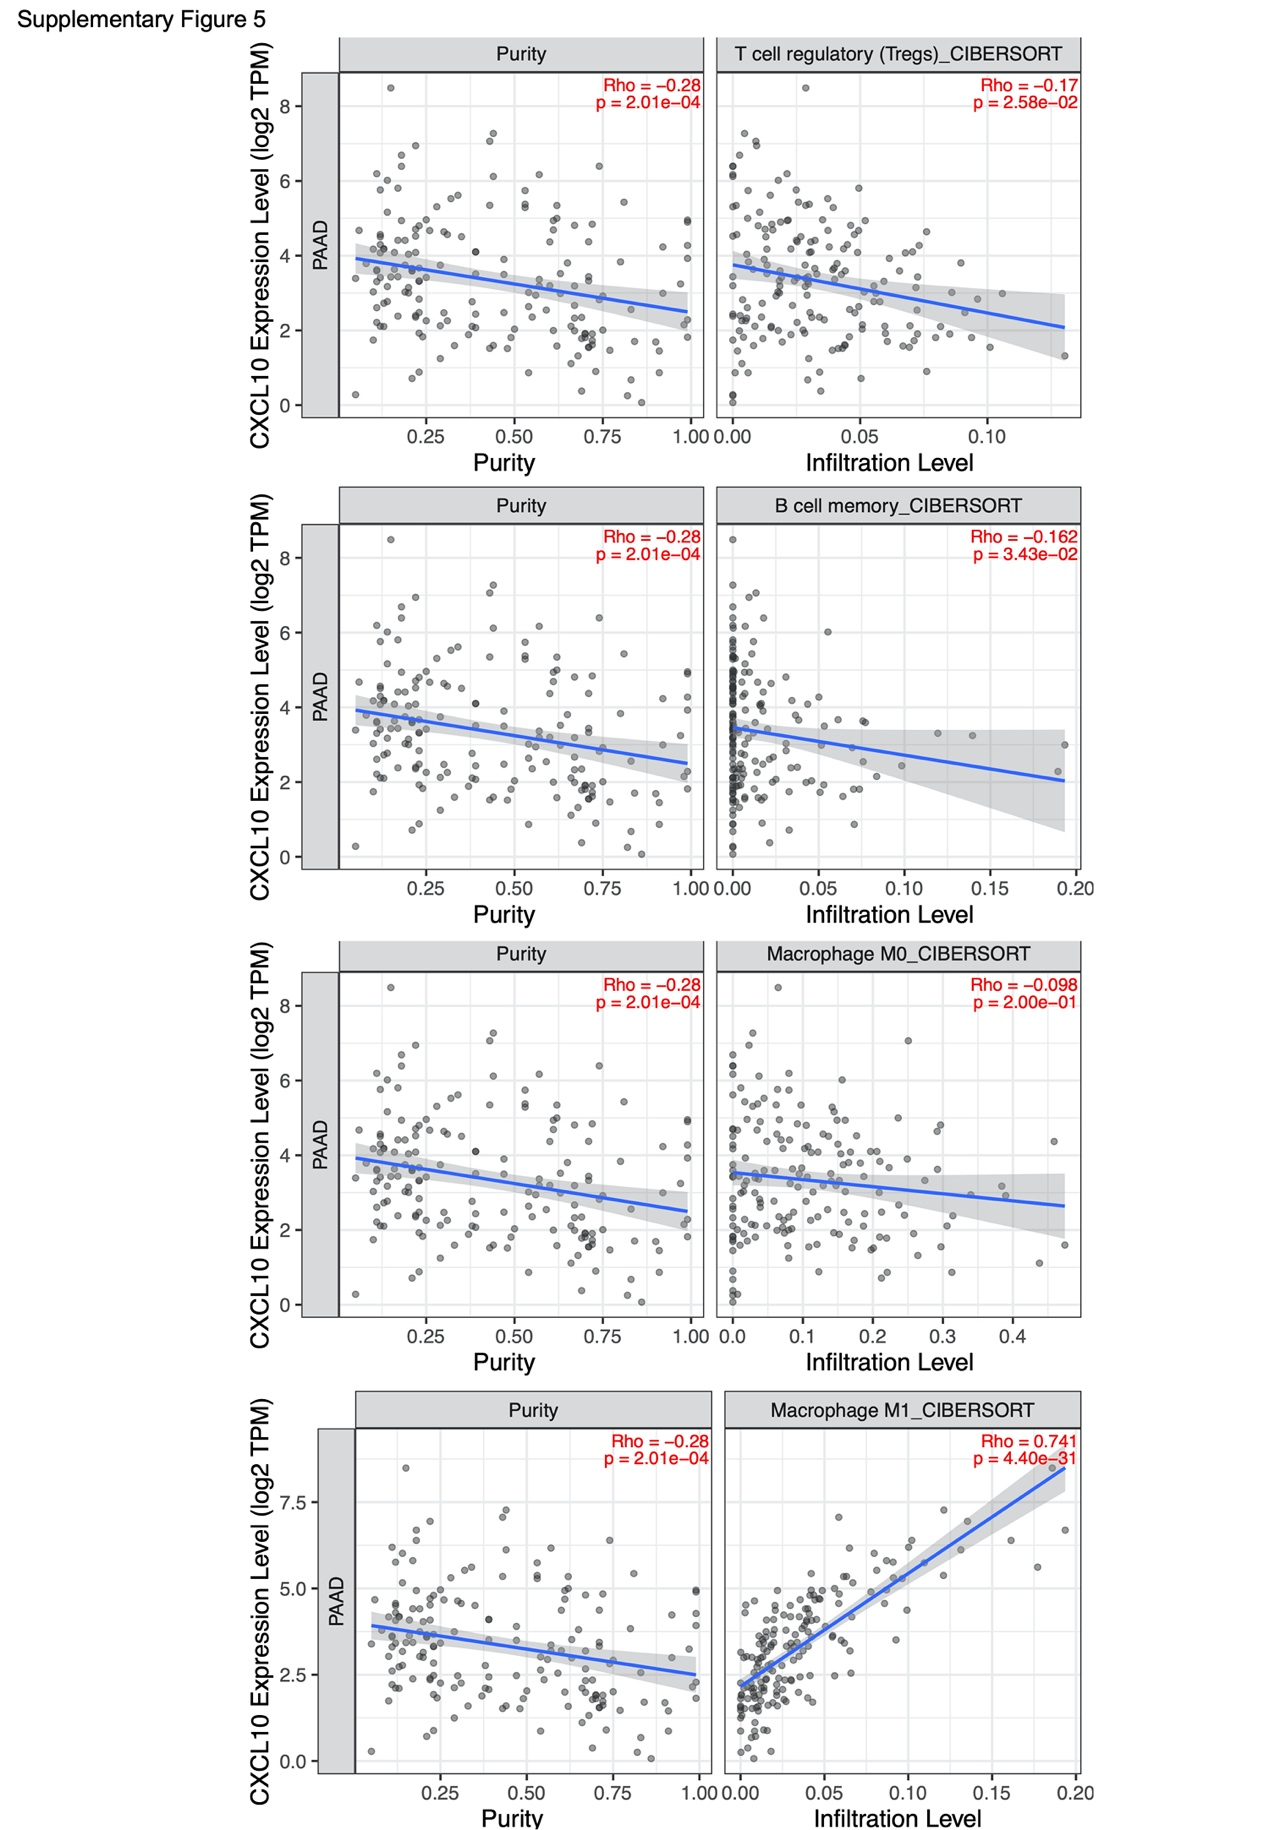 Supplementary Figure 5
Purity
T cell regulatory (Tregs)_CIBERSORT
CXCL10 Expression Level (log2 TPM)
PAAD
Rho = −0.28
p = 2.01e−04
Rho = −0.17
p = 2.58e−02
8
6
4
2
0
0.25 0.50 0.75 1.00 0.00 0.05 0.10
Purity
Infiltration Level
Purity
B cell memory_CIBERSORT
CXCL10 Expression Level (log2 TPM)
PAAD
Rho = −0.28
p = 2.01e−04
Rho = −0.162
p = 3.43e−02
8
6
4
2
0
0.25 0.50 0.75 1.00 0.00 0.05 0.10 0.15 0.20
Purity
Infiltration Level
Purity
Macrophage M0_CIBERSORT
CXCL10 Expression Level (log2 TPM)
PAAD
Rho = −0.28
p = 2.01e−04
Rho = −0.098
p = 2.00e−01
8
6
4
2
0
0.25 0.50 0.75 1.00 0.0 0.1 0.2 0.3 0.4
Purity
Infiltration Level
Purity
Macrophage M1_CIBERSORT
CXCL10 Expression Level (log2 TPM)
PAAD
Rho = −0.28
p = 2.01e−04
Rho = 0.741
p = 4.40e−31
7.5
5.0
2.5
0.0
0.25 0.50 0.75 1.00 0.00 0.05 0.10 0.15 0.20
Purity
Infiltration Level